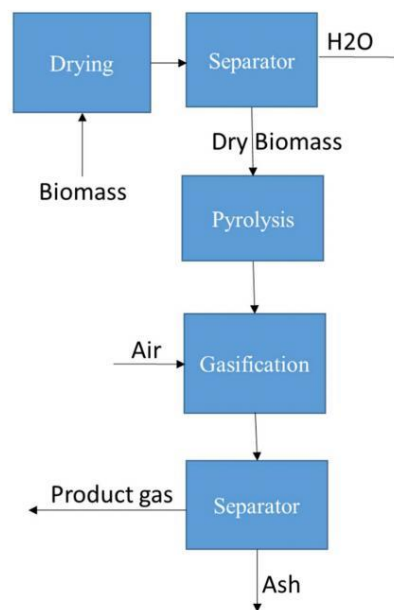 Drying
Separator
H2O
Biomass
Dry Biomass
Pyrolysis
Air
Gasification
Product gas
Separator
Ash